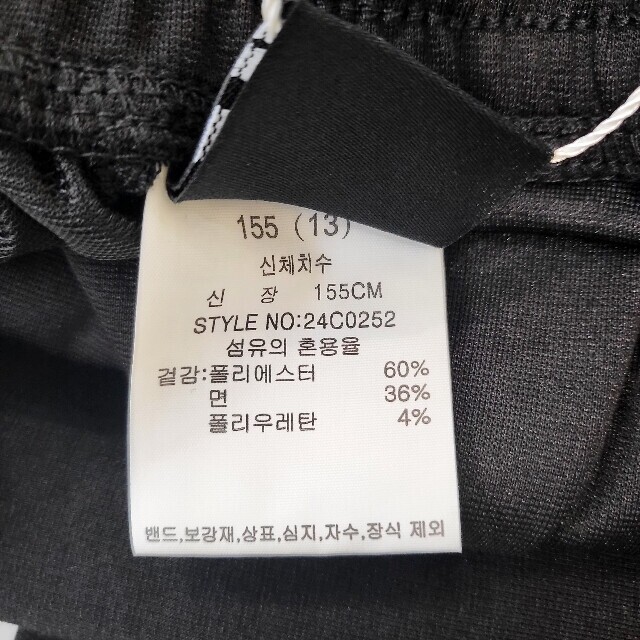 155 (13)
신체치수
신 장 155CM
STYLE NO:24C0252
섬유의 혼용율
겉감:폴리에스터 60%
면 36%
폴리우레탄 4%
밴드,보강재,상표,심지,자수,장식 제외